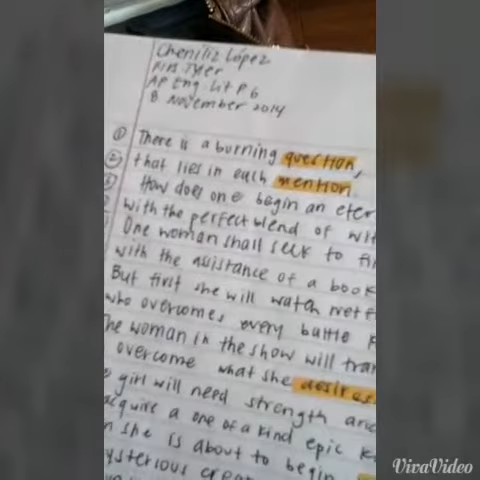 Cheniliz López
Mrs Tyler
AP Eng. Lit P. 6
8 November 2014
① There is a burning question,
② that lies in each mention.
③ How does one begin an
with the perfect blend of
One woman shall seek to
with the assistance of a book
But first she will watch
who overcomes every battle
The woman in the show will
overcome what she desires
girl will need strength and
acquire a one of a kind epic
she is about to begin
VivaVideo